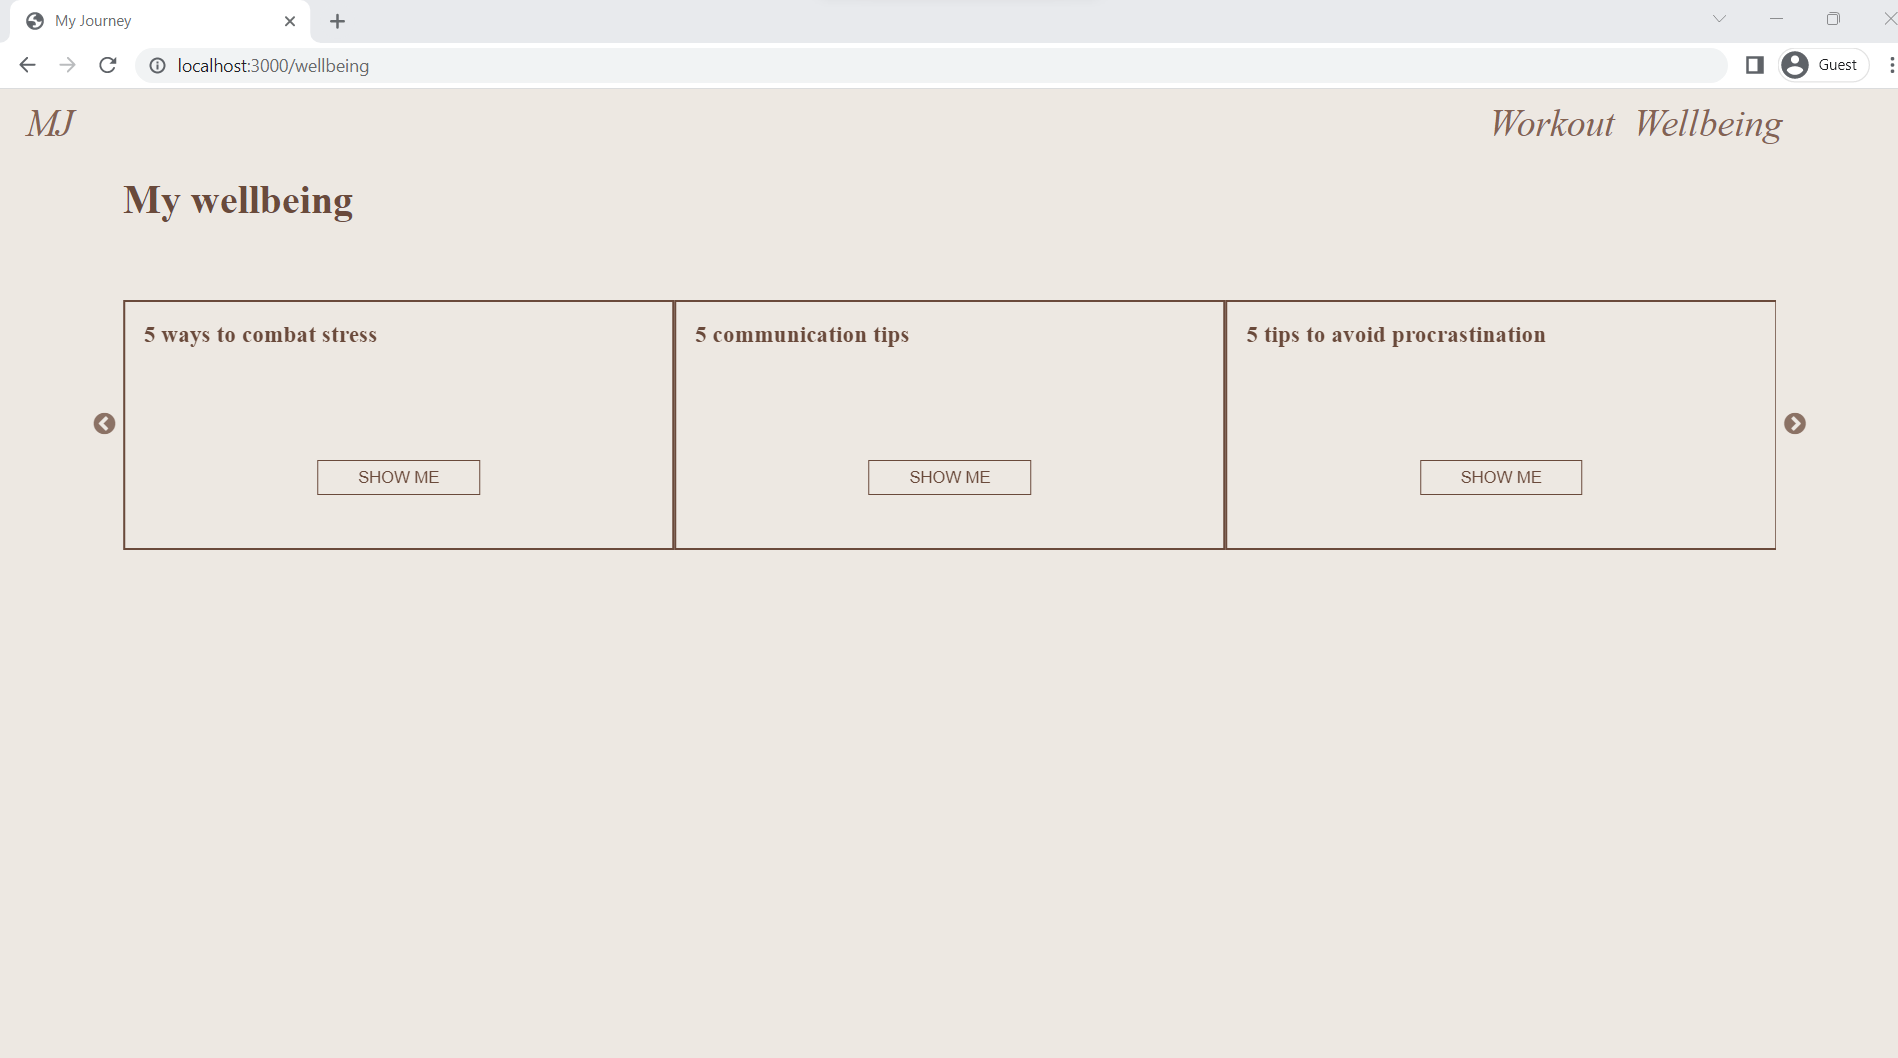 My Journey
localhost:3000/wellbeing
Guest
MJ
Workout Wellbeing
My wellbeing
5 ways to combat stress
5 communication tips
5 tips to avoid procrastination
SHOW ME
SHOW ME
SHOW ME